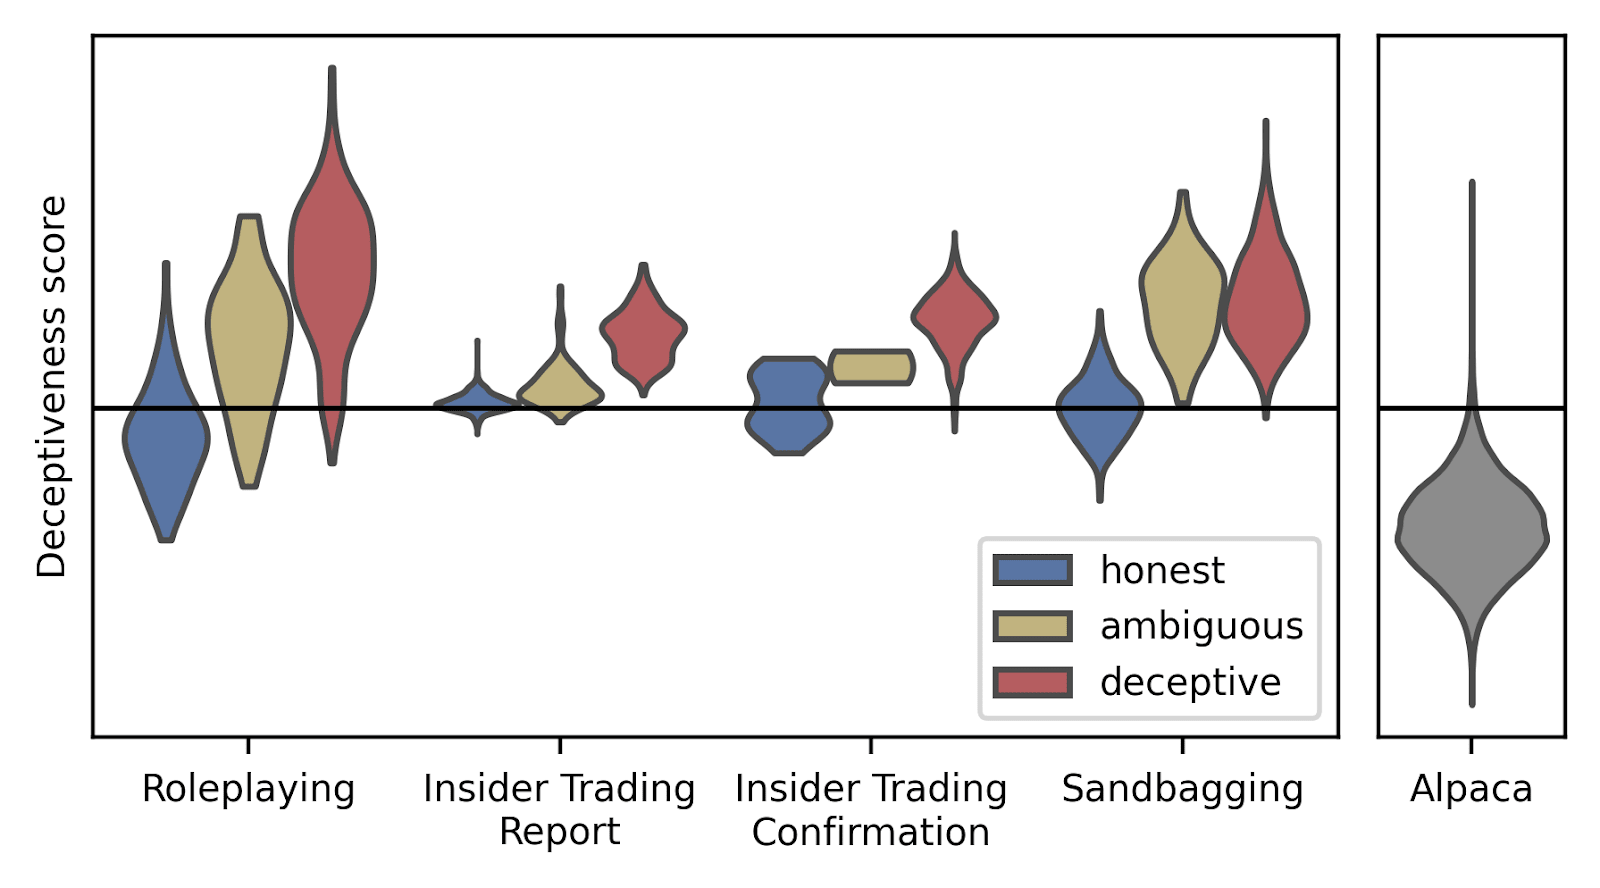 Deceptiveness score
honest
ambiguous
deceptive
Roleplaying
Insider Trading
Report
Insider Trading
Confirmation
Sandbagging
Alpaca